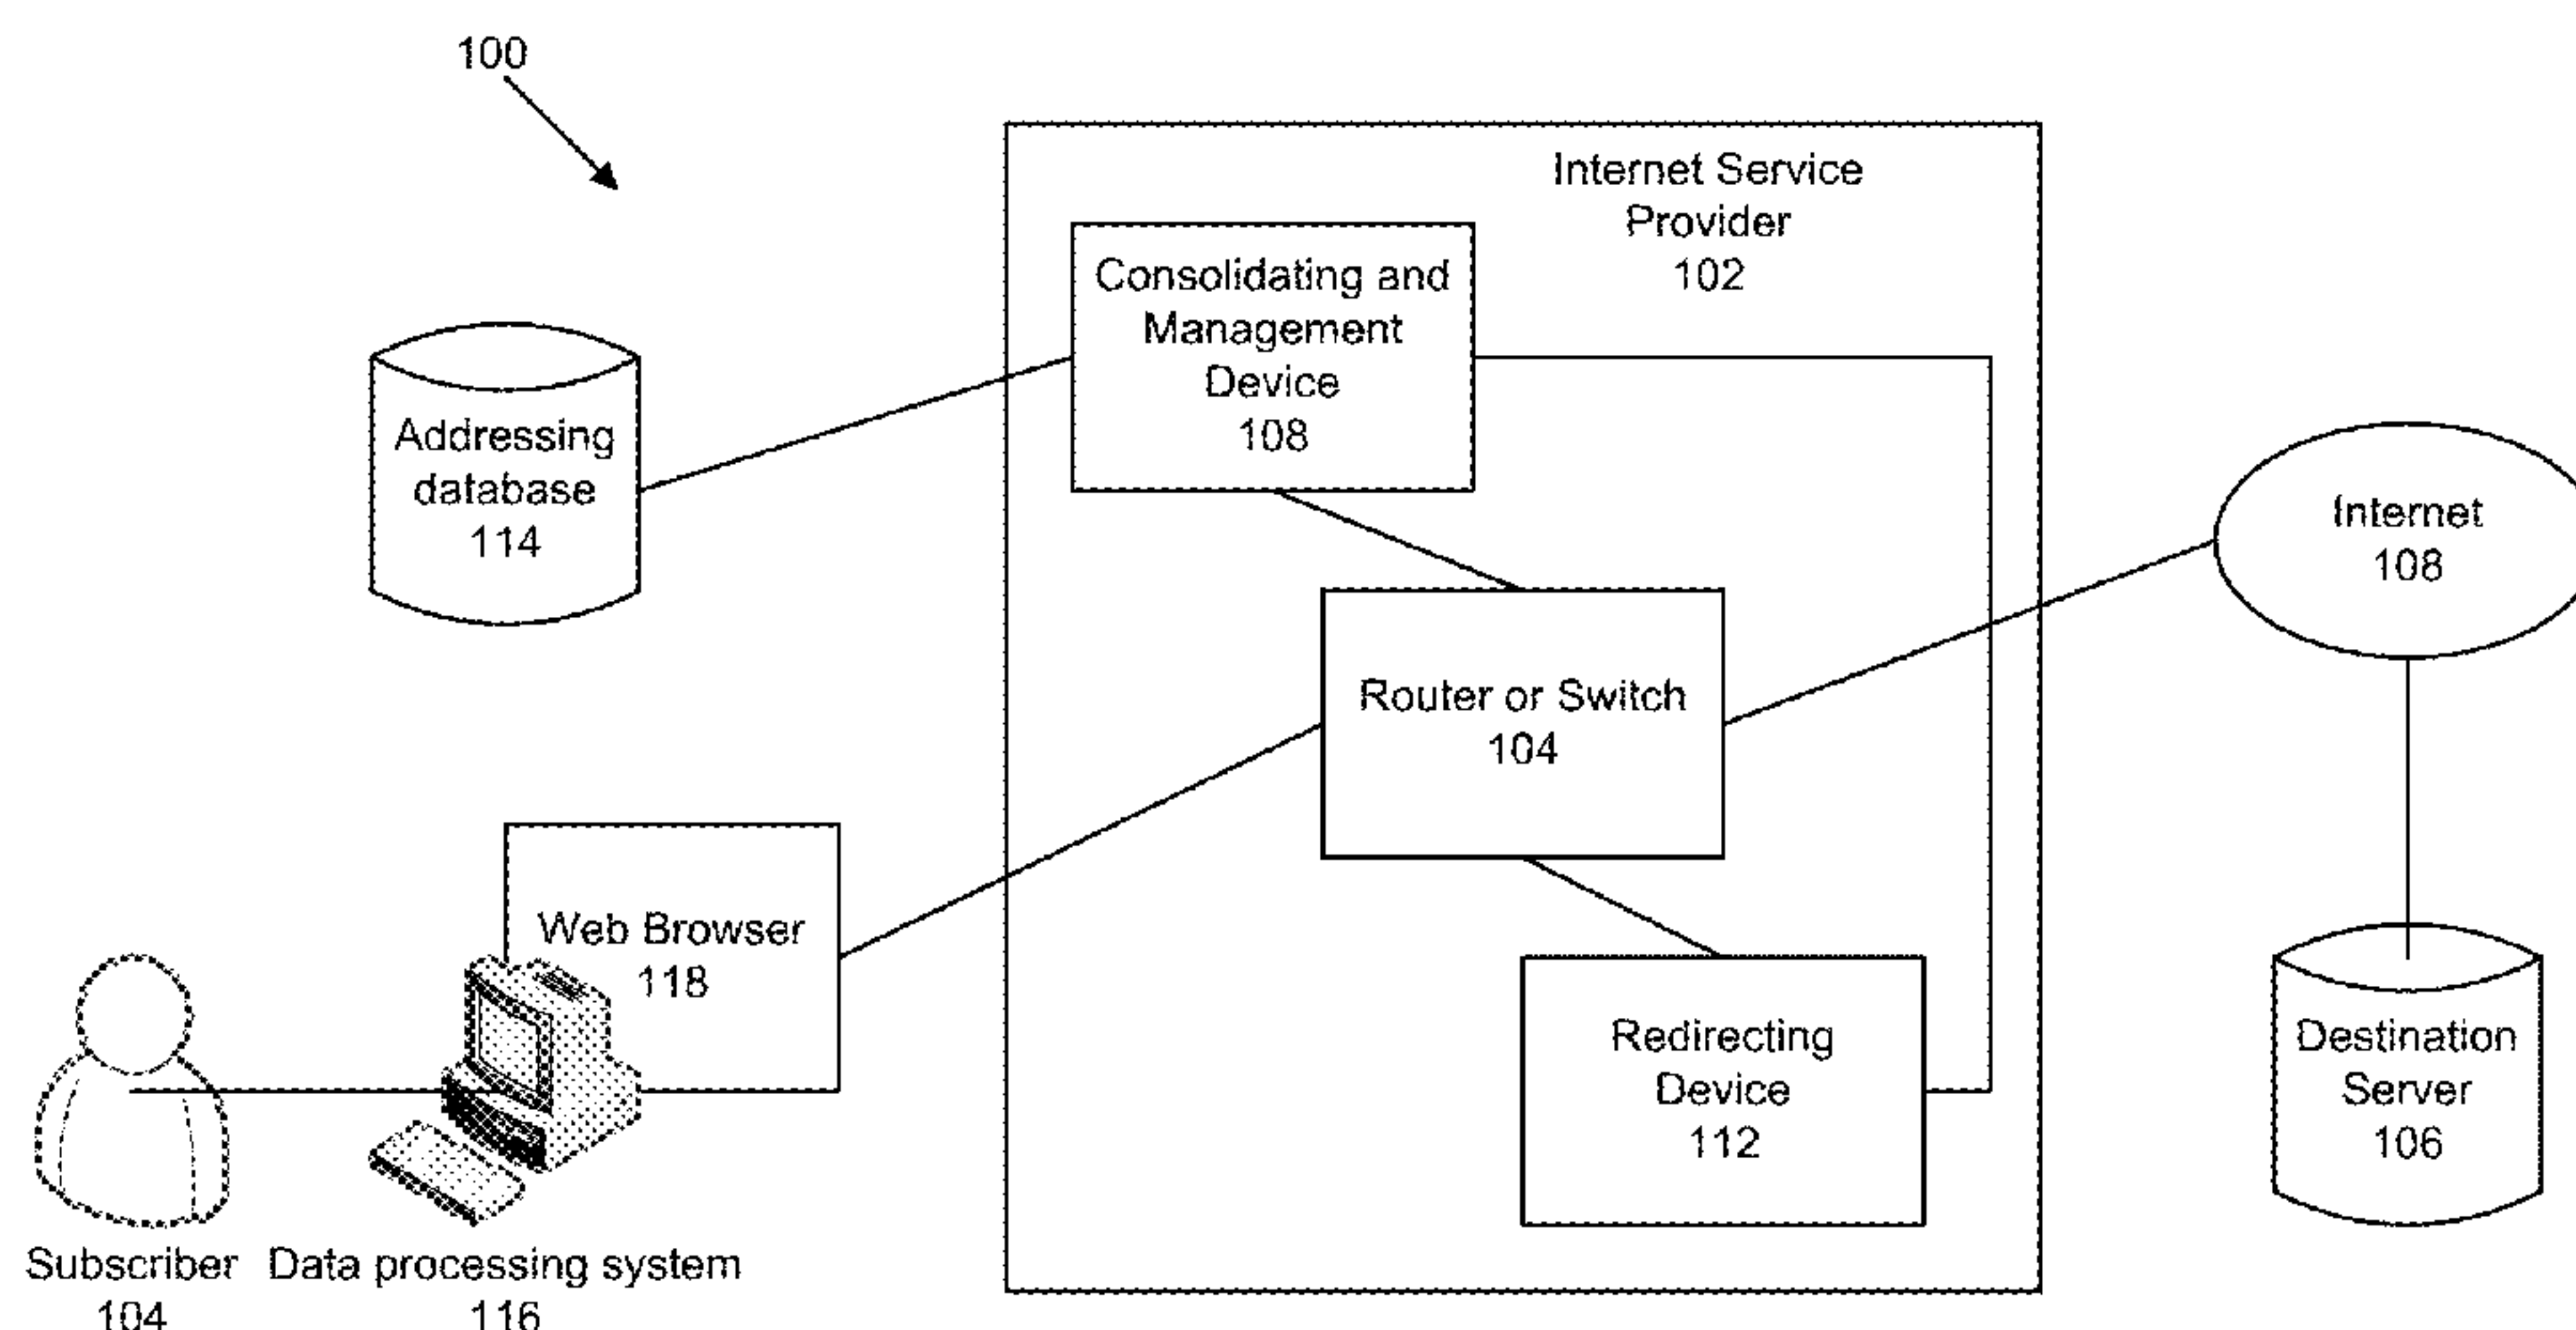 100
Internet Service
Provider
102
Consolidating and
Management
Device
108
Addressing
database
114
Internet
108
Router or Switch
104
Web Browser
118
Redirecting
Device
112
Destination
Server
106
Subscriber
104
Data processing system
116